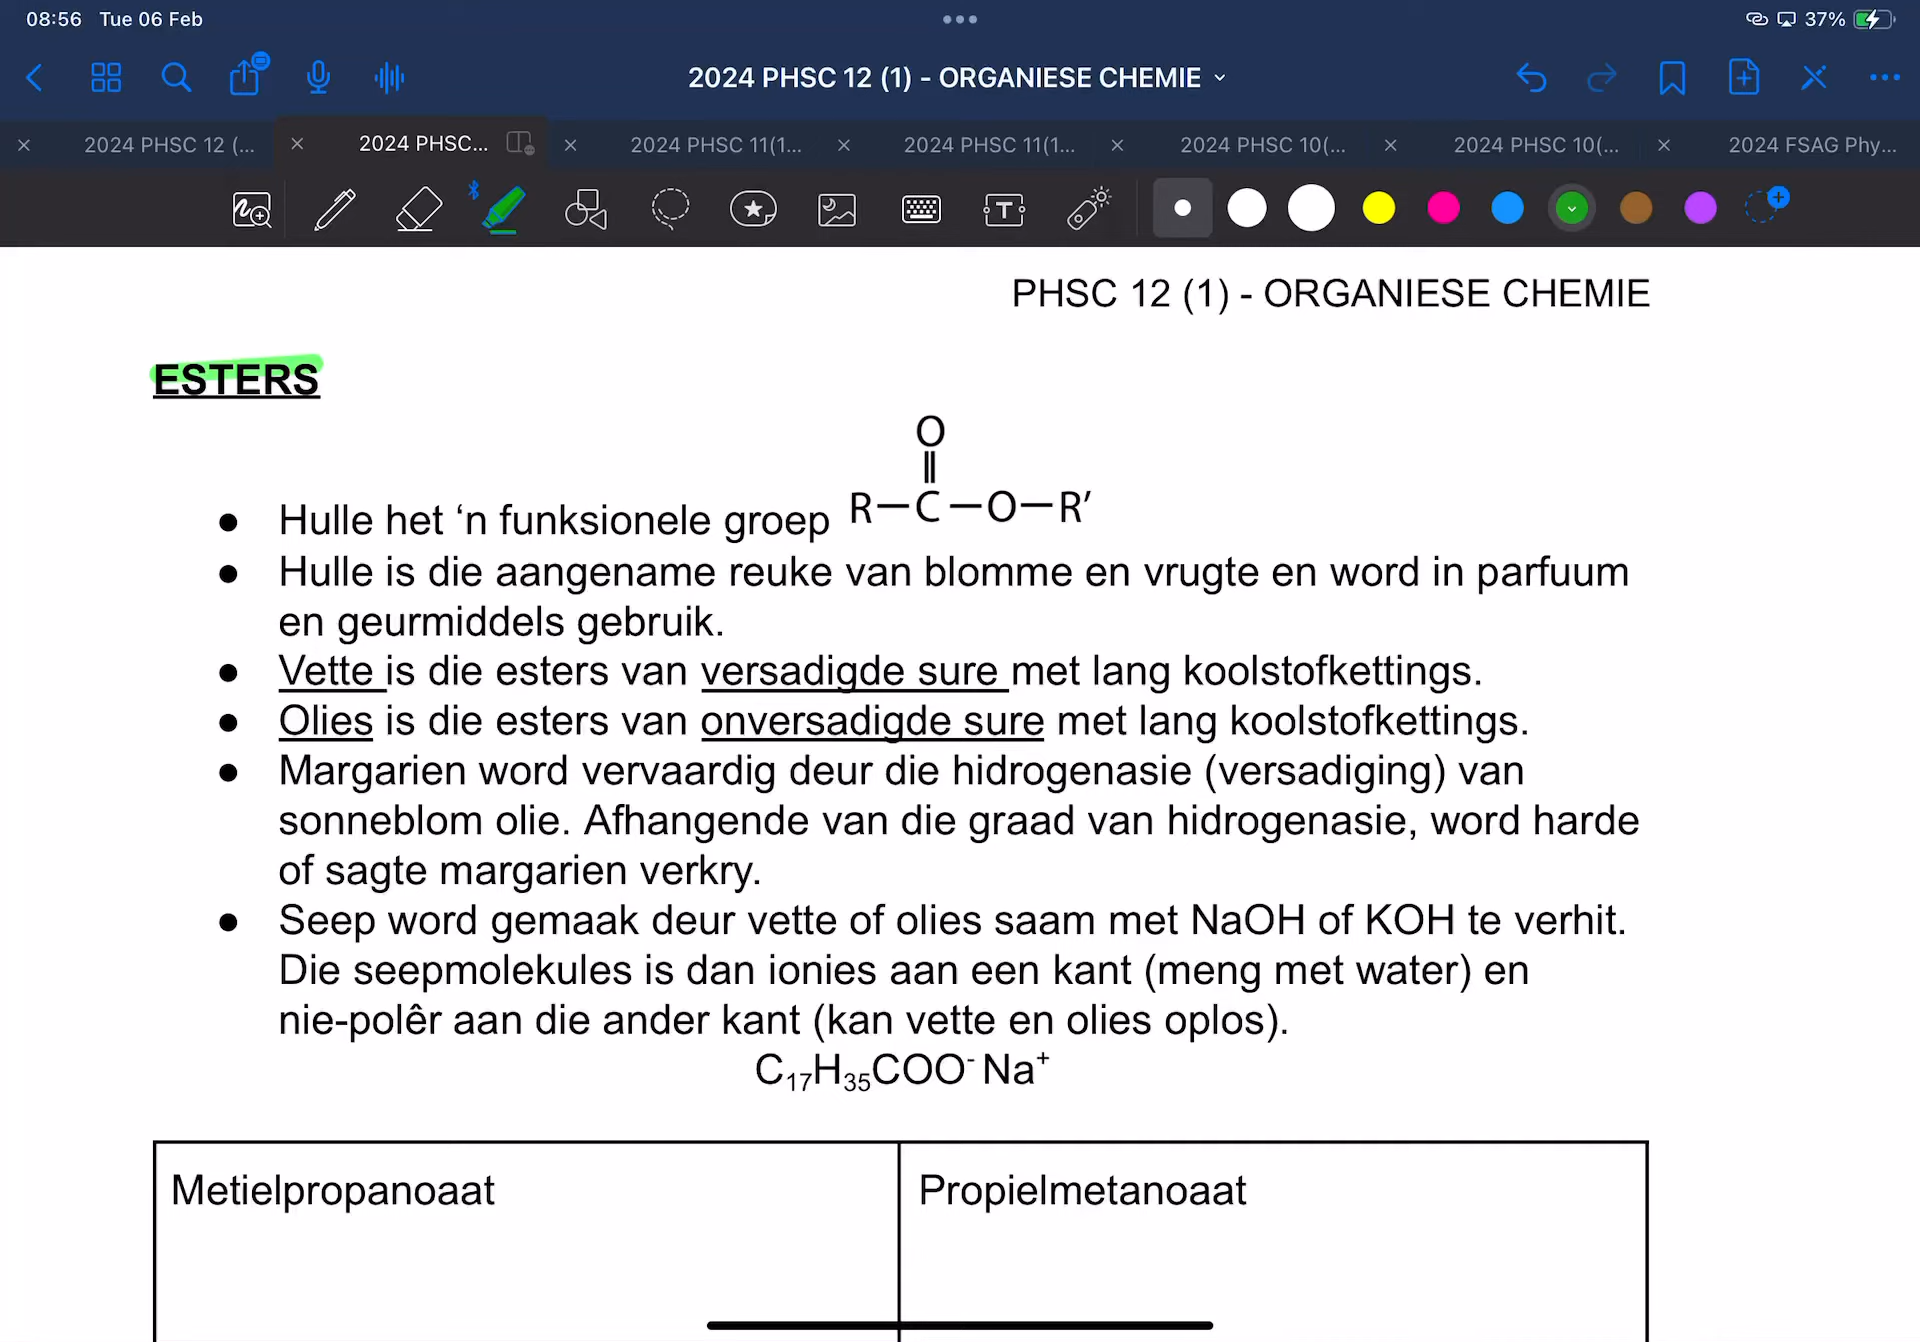 08:56 Tue 06 Feb
37%
2024 PHSC 12 (1) - ORGANIESE CHEMIE
2024 PHSC 12 (...
2024 PHSC...
2024 PHSC 11(1...
2024 PHSC 11(1...
2024 PHSC 10(...
2024 PHSC 10(...
2024 FSAG Phy...
PHSC 12 (1) - ORGANIESE CHEMIE
ESTERS
O
R–C–O–R′
● Hulle het ‘n funksionele groep
● Hulle is die aangename reuke van blomme en vrugte en word in parfuum
en geurmiddels gebruik.
● Vette is die esters van versadigde sure met lang koolstofkettings.
● Olies is die esters van onversadigde sure met lang koolstofkettings.
● Margarien word vervaardig deur die hidrogenasie (versadiging) van
sonneblom olie. Afhangende van die graad van hidrogenasie, word harde
of sagte margarien verkry.
● Seep word gemaak deur vette of olies saam met NaOH of KOH te verhit.
Die seepmolekules is dan ionies aan een kant (meng met water) en
nie-polêr aan die ander kant (kan vette en olies oplos).
C₁₇H₃₅COO⁻ Na⁺
Metielpropanoaat
Propielmetanoaat